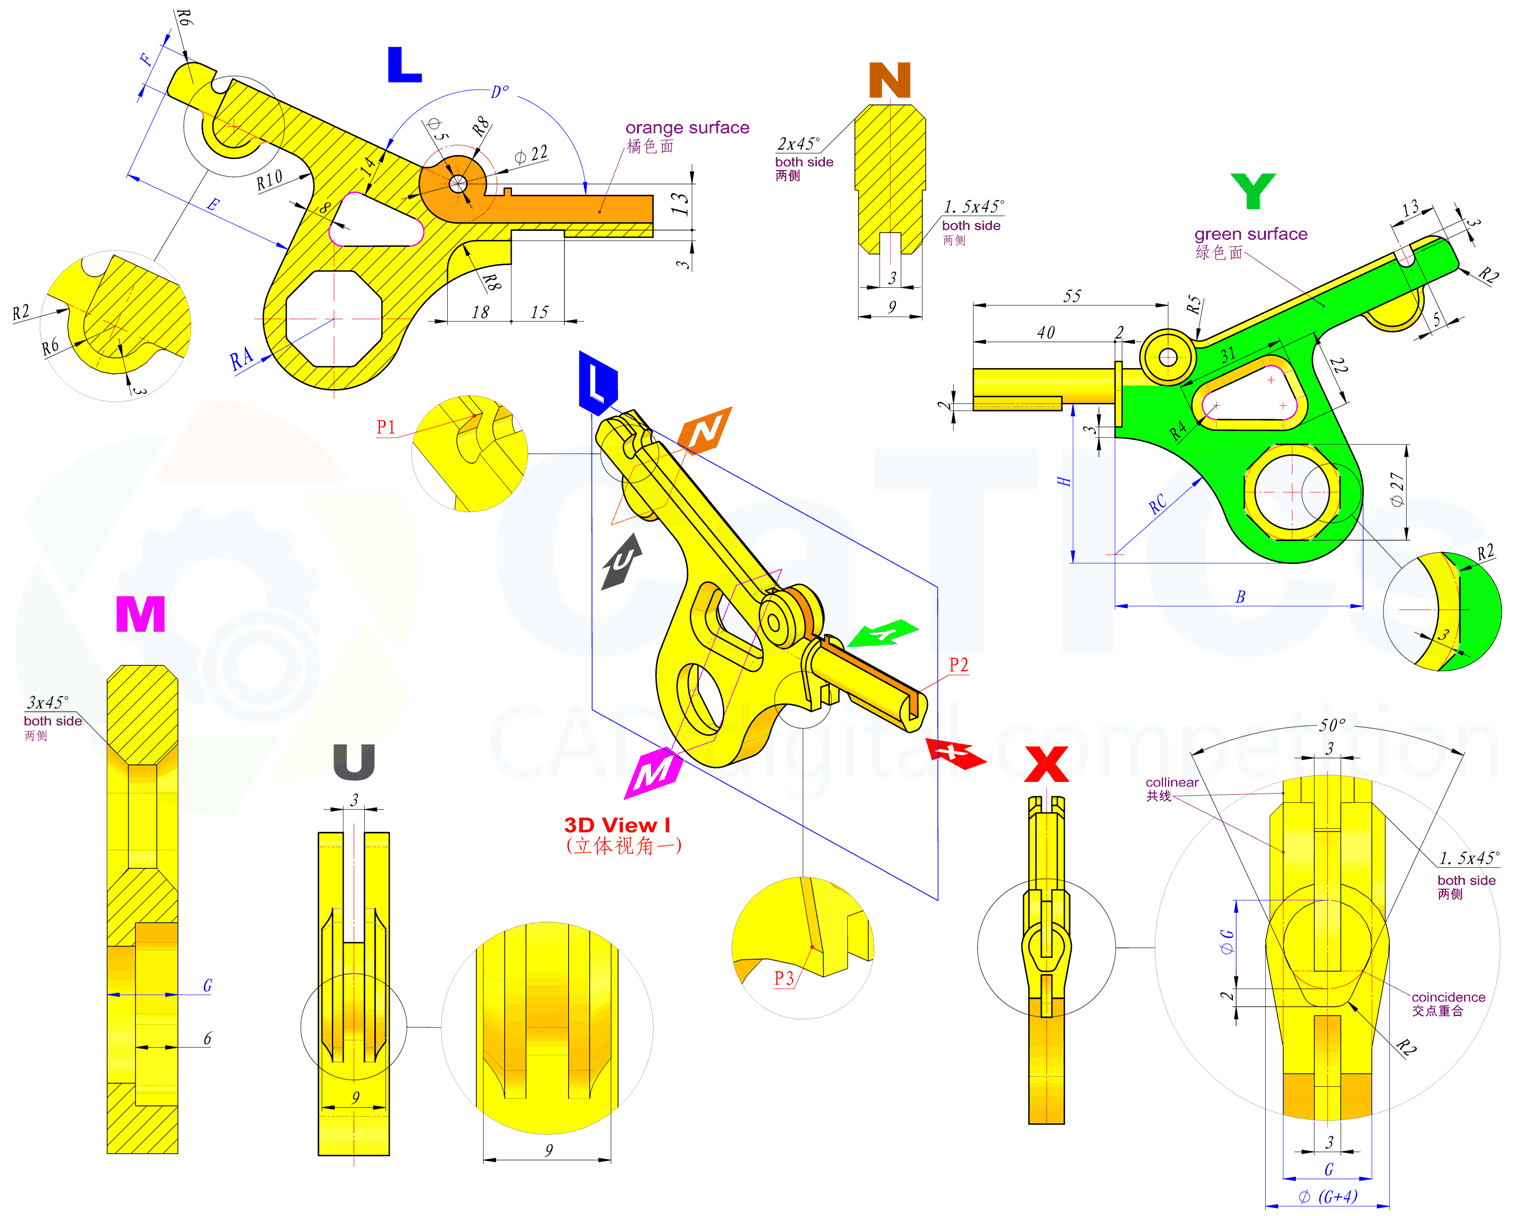 L
R6
F
D°
Φ5
R8
Φ22
orange surface
橘色面
14
R10
8
E
13
3
R8
18
15
RA
R2
R6
3
N
2x45°
both side
两侧
1.5x45°
both side
两侧
3
9
Y
green surface
绿色面
13
3
R2
5
55
40
2
R5
31
22
2
3
R4
H
RC
Φ27
B
R2
3
P1
L
N
U
Y
P2
X
M
3D View I
(立体视角一)
P3
CaTICs
CAD digital competition
M
3x45°
both side
两侧
G
6
U
3
9
9
X
50°
3
collinear
共线
1.5x45°
both side
两侧
ΦG
2
coincidence
交点重合
R2
3
G
Φ(G+4)